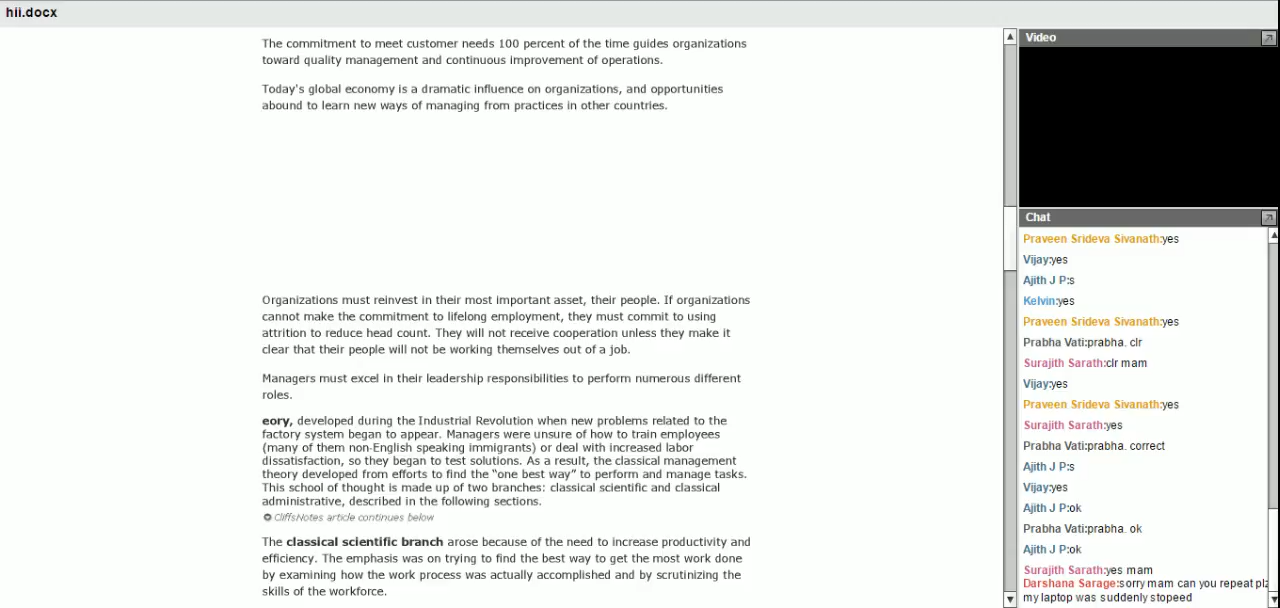 hii.docx
The commitment to meet customer needs 100 percent of the time guides organizations
toward quality management and continuous improvement of operations.
Today's global economy is a dramatic influence on organizations, and opportunities
abound to learn new ways of managing from practices in other countries.
Organizations must reinvest in their most important asset, their people. If organizations
cannot make the commitment to lifelong employment, they must commit to using
attrition to reduce head count. They will not receive cooperation unless they make it
clear that their people will not be working themselves out of a job.
Managers must excel in their leadership responsibilities to perform numerous different
roles.
eory, developed during the Industrial Revolution when new problems related to the
factory system began to appear. Managers were unsure of how to train employees
(many of them non-English speaking immigrants) or deal with increased labor
dissatisfaction, so they began to test solutions. As a result, the classical management
theory developed from efforts to find the “one best way” to perform and manage tasks.
This school of thought is made up of two branches: classical scientific and classical
administrative, described in the following sections.
CliffsNotes article continues below
The classical scientific branch arose because of the need to increase productivity and
efficiency. The emphasis was on trying to find the best way to get the most work done
by examining how the work process was actually accomplished and by scrutinizing the
skills of the workforce.
Video
Chat
Praveen Srideva Sivanath:yes
Vijay:yes
Ajith J P:s
Kelvin:yes
Praveen Srideva Sivanath:yes
Prabha Vati:prabha. clr
Surajith Sarath:clr mam
Vijay:yes
Praveen Srideva Sivanath:yes
Surajith Sarath:yes
Prabha Vati:prabha. correct
Ajith J P:s
Vijay:yes
Ajith J P:ok
Prabha Vati:prabha. ok
Ajith J P:ok
Surajith Sarath:yes mam
Darshana Sarage:sorry mam can you repeat plz
my laptop was suddenly stopeed